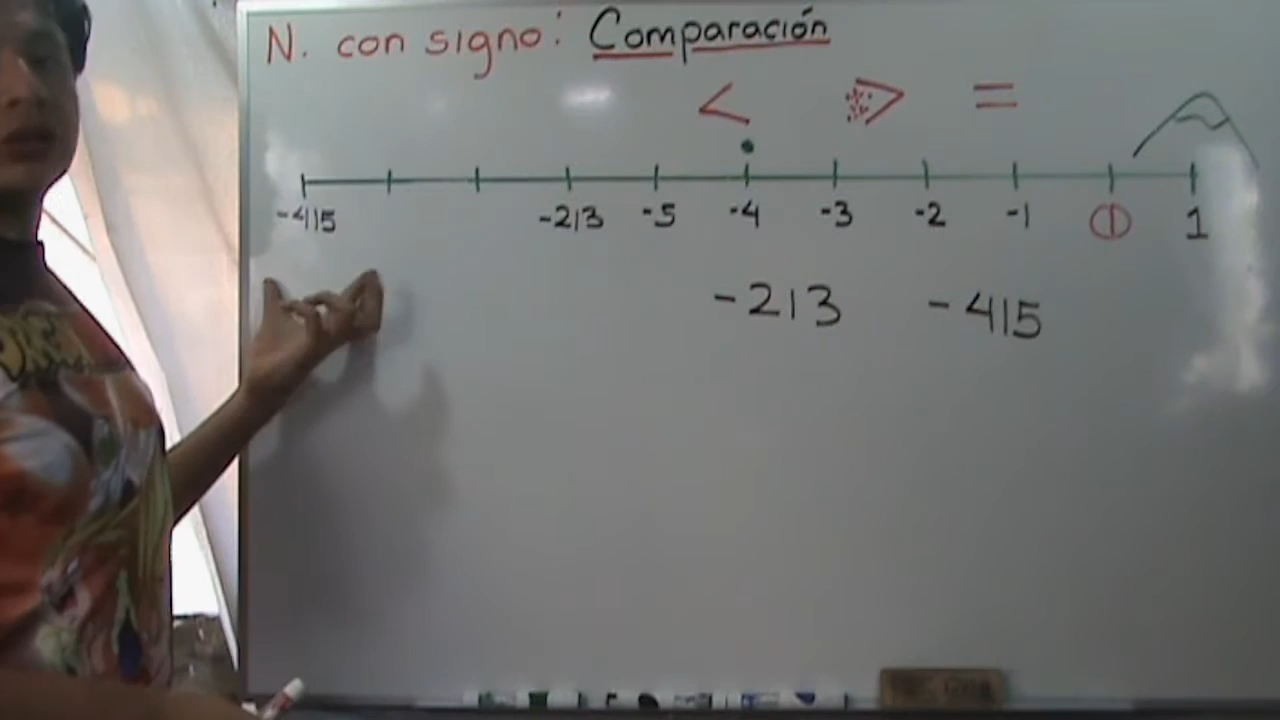 N. con signo: Comparación
< > =
-415 -213 -5 -4 -3 -2 -1 0 1
-213 -415